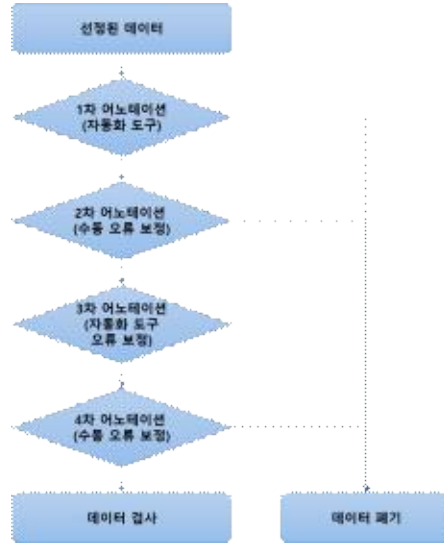 선정된 데이터
1차 어노테이션
(자동화 도구)
2차 어노테이션
(수동 오류 보정)
3차 어노테이션
(자동화 도구
오류 보정)
4차 어노테이션
(수동 오류 보정)
데이터 검사
데이터 폐기